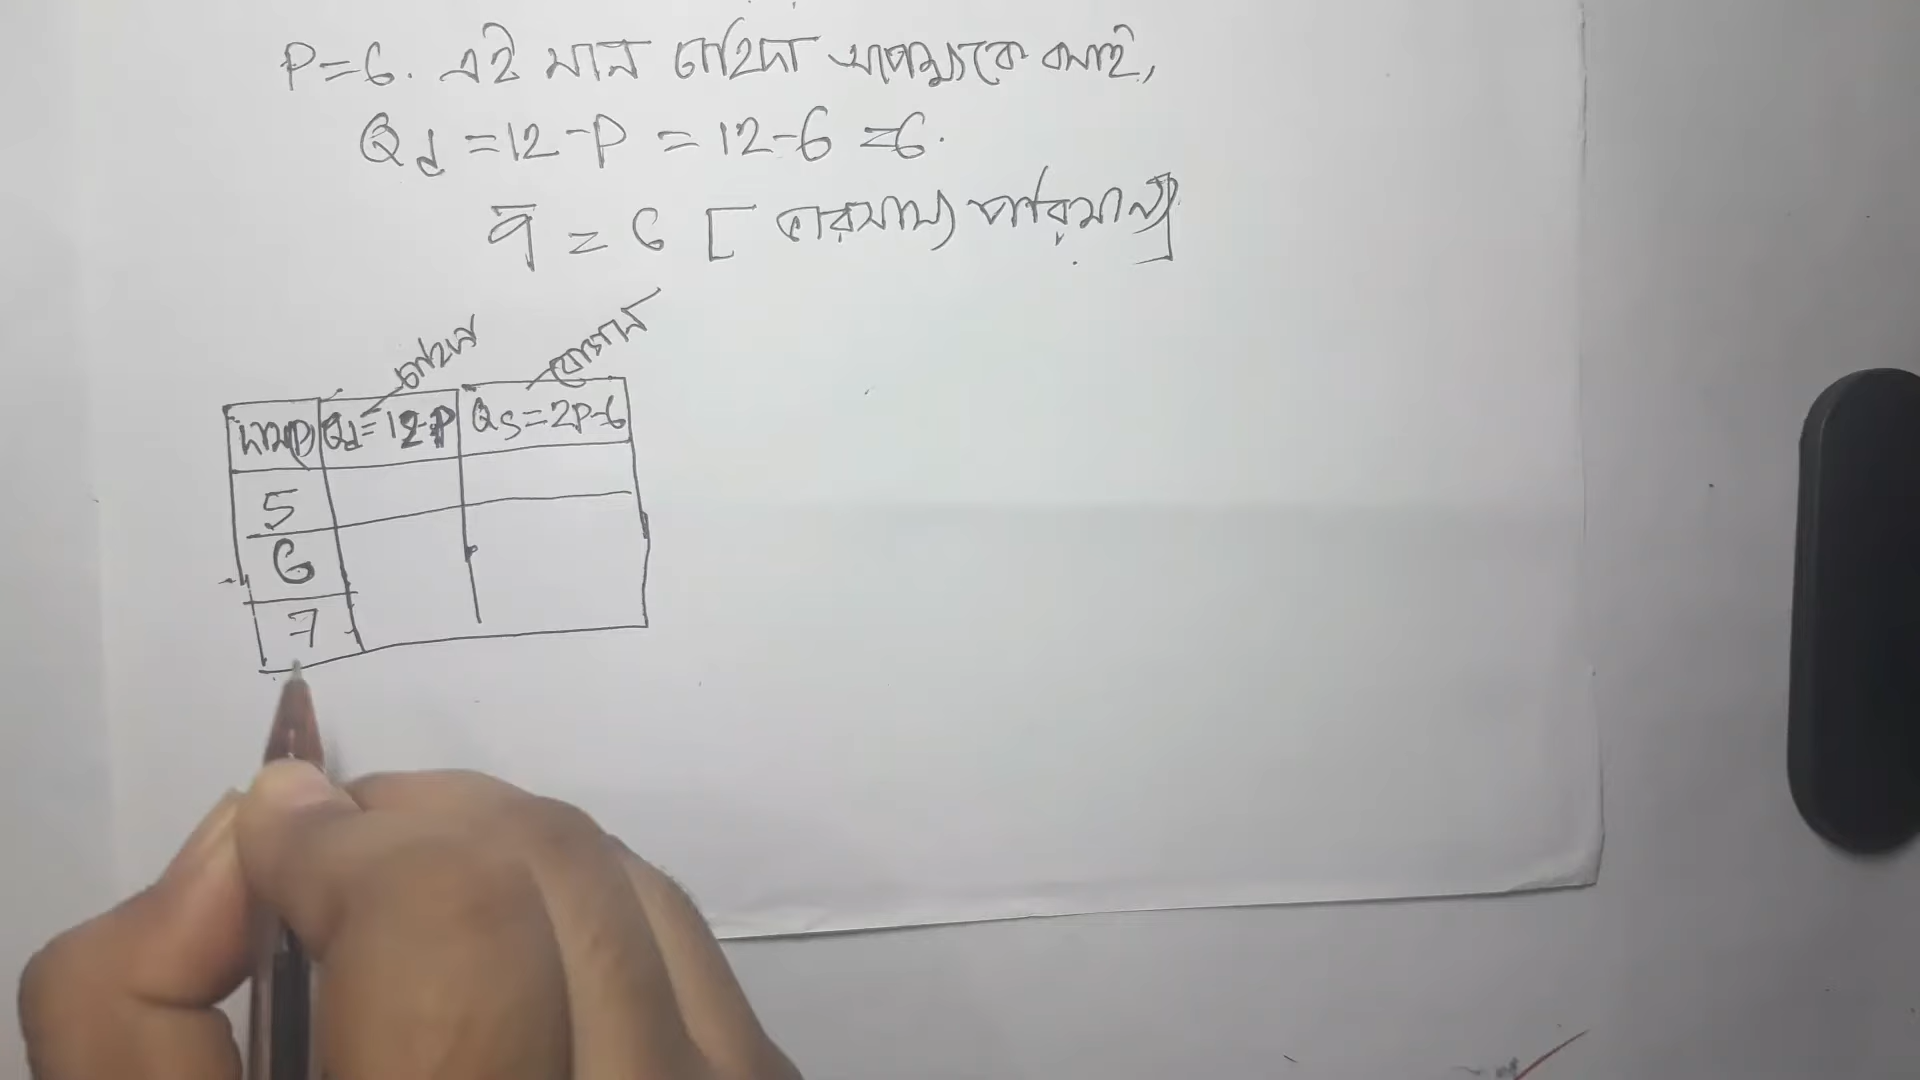 P=6. এই মান চাহিদা অপেক্ষকে বসাই,
Qd = 12-P = 12-6 =6.
q̄ = 6 [ ভারসাম্য পরিমাণ]
চাহিদা যোগান
দাম(P) Qd=12-P Qs=2P-6
5
6
7